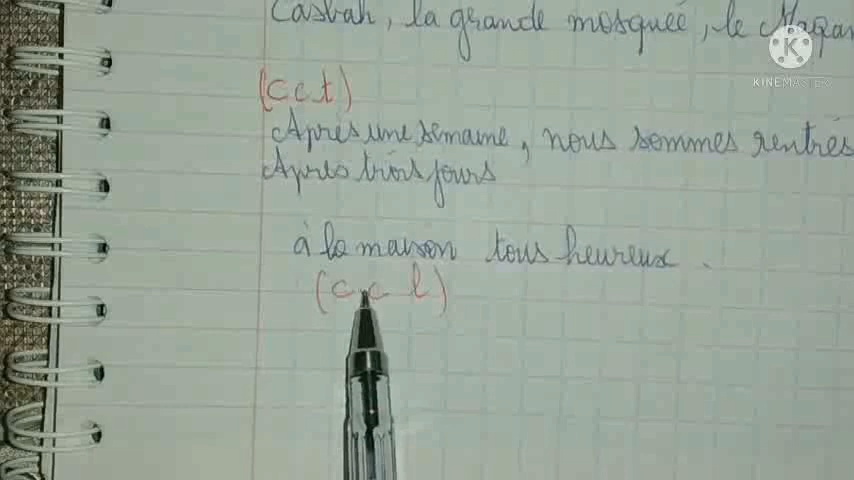 Casbah, la grande mosquée, le Maqam
KINEMASTER
(C C t)
Après une semaine, nous sommes rentrés
Après trois jours
à la maison tous heureux.
(C C l)